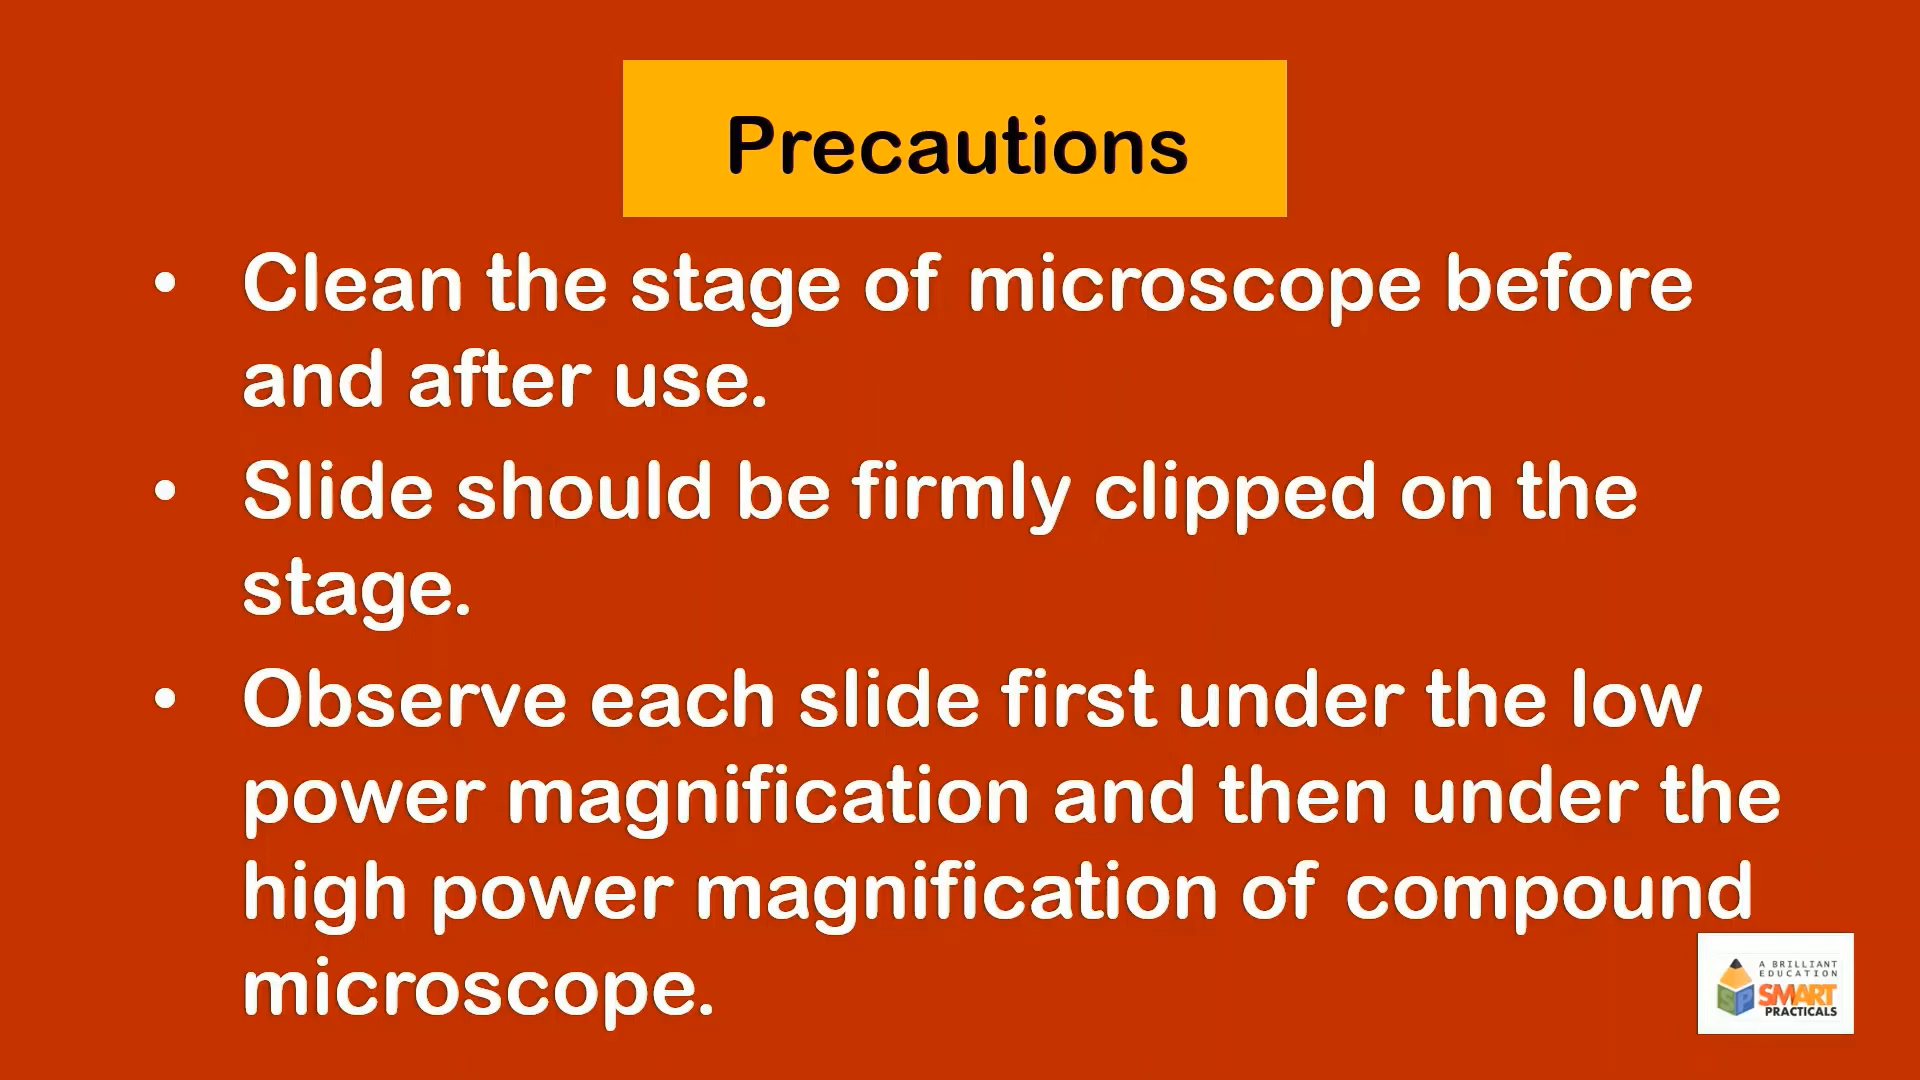 Precautions
• Clean the stage of microscope before
and after use.
• Slide should be firmly clipped on the
stage.
• Observe each slide first under the low
power magnification and then under the
high power magnification of compound
microscope.
A BRILLIANT
EDUCATION
SP SMART
PRACTICALS